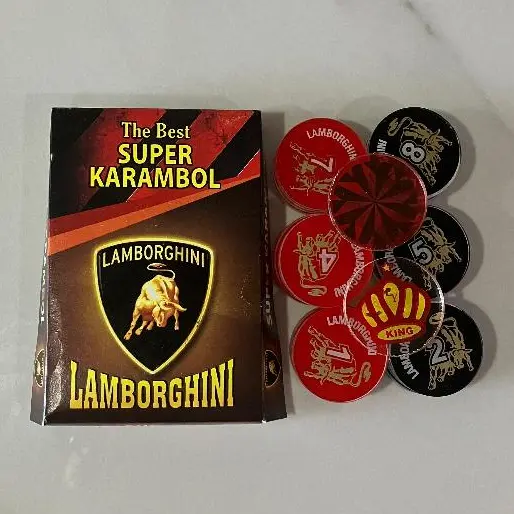 The Best
SUPER
KARAMBOL
LAMBORGHINI
LAMBORGHINI
LAMBORGHINI
7
8
4
5
1
2
LAMBORGHINI
KING